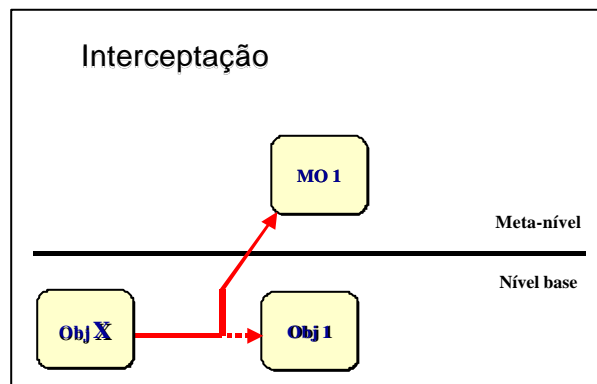 Interceptação
MO 1
Meta-nível
Nível base
Obj X
Obj 1